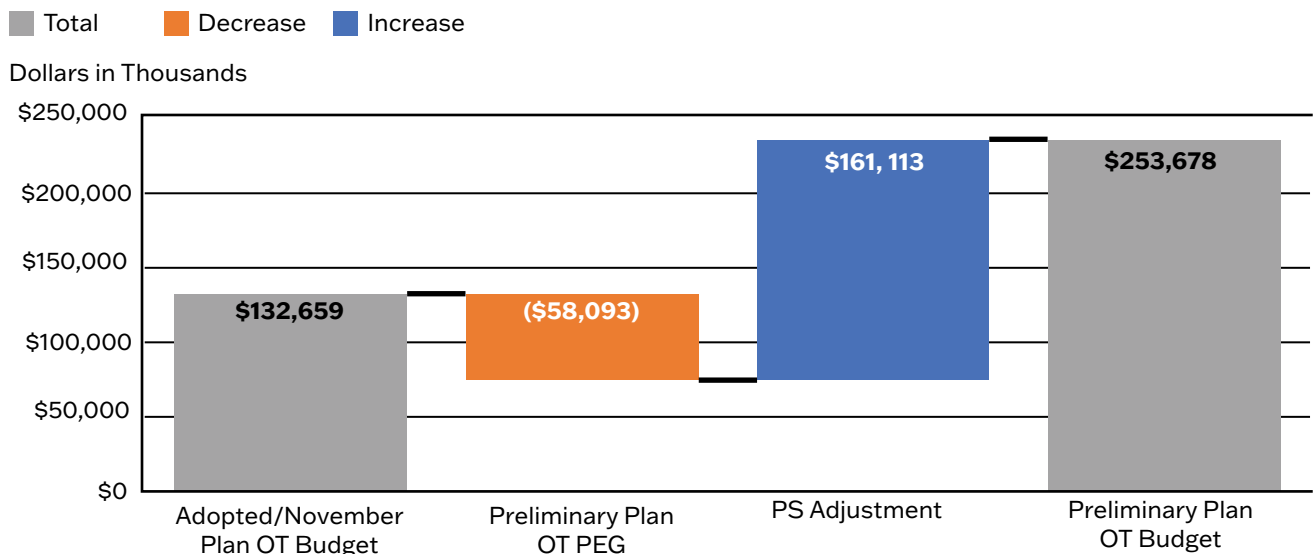 Total Decrease Increase
Dollars in Thousands
$250,000
$200,000
$150,000
$100,000
$50,000
$0
$132,659
($58,093)
$161, 113
$253,678
Adopted/November
Plan OT Budget
Preliminary Plan
OT PEG
PS Adjustment
Preliminary Plan
OT Budget